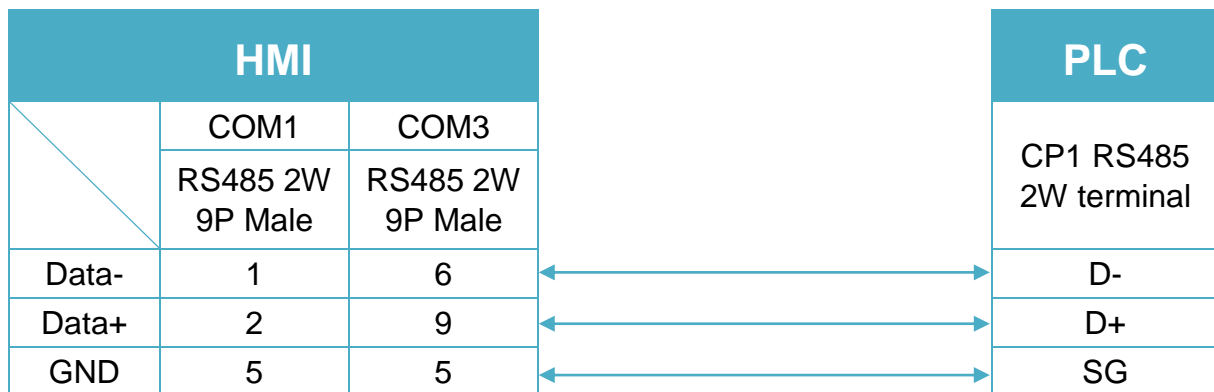 HMI PLC
COM1 COM3
RS485 2W RS485 2W
9P Male 9P Male
CP1 RS485
2W terminal
Data- 1 6 D-
Data+ 2 9 D+
GND 5 5 SG